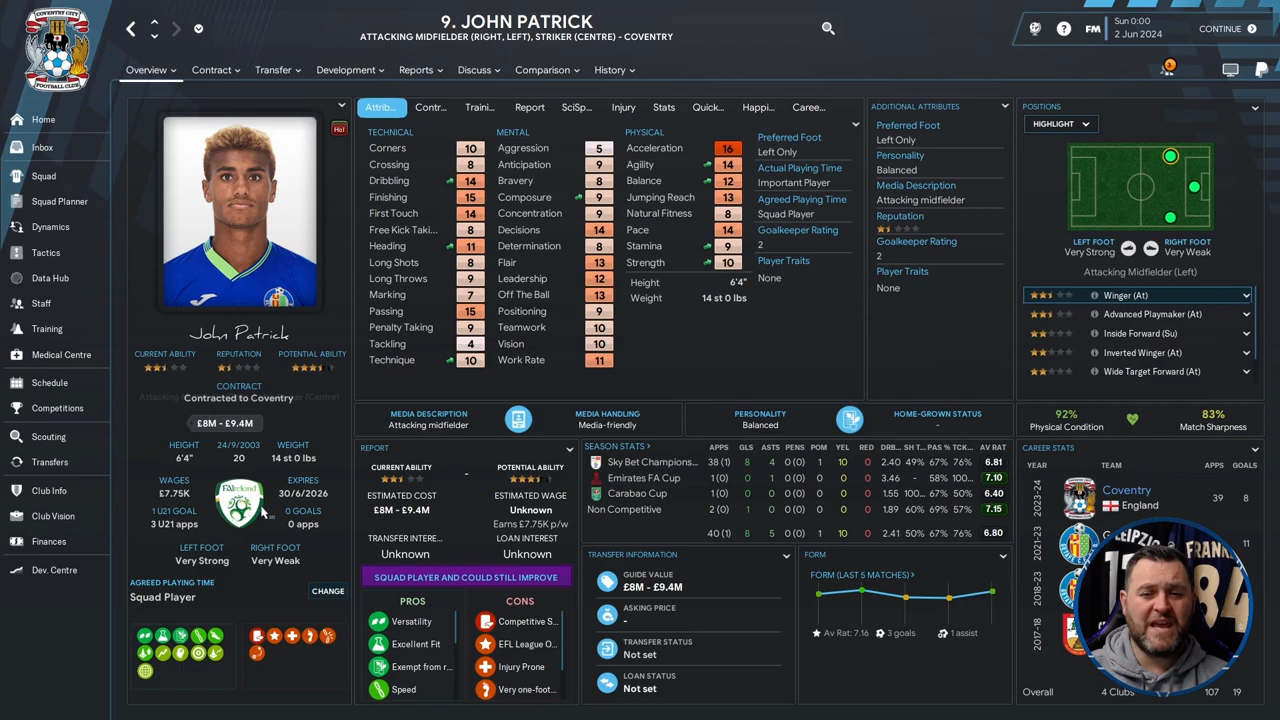 9. JOHN PATRICK
ATTACKING MIDFIELDER (RIGHT, LEFT), STRIKER (CENTRE) - COVENTRY
FM
Sun 0:00
2 Jun 2024
CONTINUE
COVENTRY CITY
FOOTBALL CLUB
Overview
Contract
Transfer
Development
Reports
Discuss
Comparison
History
3
Home
Inbox
Squad
Squad Planner
Dynamics
Tactics
Data Hub
Staff
Training
Medical Centre
Schedule
Competitions
Scouting
Transfers
Club Info
Club Vision
Finances
Dev. Centre
Hol
John Patrick
CURRENT ABILITY
REPUTATION
POTENTIAL ABILITY
CONTRACT
Contracted to Coventry
£8M - £9.4M
HEIGHT 24/9/2003 WEIGHT
6'4" 20 14 st 0 lbs
WAGES EXPIRES
£7.75K 30/6/2026
FAIreland
1 U21 GOAL 0 GOALS
3 U21 apps 0 apps
LEFT FOOT RIGHT FOOT
Very Strong Very Weak
AGREED PLAYING TIME
Squad Player
CHANGE
Attrib...
Contr...
Traini...
Report
SciSp...
Injury
Stats
Quick...
Happi...
Caree...
TECHNICAL
Corners 10
Crossing 8
Dribbling 14
Finishing 15
First Touch 14
Free Kick Taki... 8
Heading 11
Long Shots 8
Long Throws 9
Marking 7
Passing 15
Penalty Taking 9
Tackling 4
Technique 10
MENTAL
Aggression 5
Anticipation 9
Bravery 8
Composure 9
Concentration 9
Decisions 14
Determination 8
Flair 13
Leadership 12
Off The Ball 13
Positioning 9
Teamwork 10
Vision 10
Work Rate 11
PHYSICAL
Acceleration 16
Agility 14
Balance 12
Jumping Reach 13
Natural Fitness 8
Pace 14
Stamina 9
Strength 10
Height 6'4"
Weight 14 st 0 lbs
Preferred Foot
Left Only
Actual Playing Time
Important Player
Agreed Playing Time
Squad Player
Goalkeeper Rating
2
Player Traits
None
ADDITIONAL ATTRIBUTES
Preferred Foot
Left Only
Personality
Balanced
Media Description
Attacking midfielder
Reputation
Goalkeeper Rating
2
Player Traits
None
POSITIONS
HIGHLIGHT
LEFT FOOT
Very Strong
RIGHT FOOT
Very Weak
Attacking Midfielder (Left)
Winger (At)
Advanced Playmaker (At)
Inside Forward (Su)
Inverted Winger (At)
Wide Target Forward (At)
MEDIA DESCRIPTION
Attacking midfielder
MEDIA HANDLING
Media-friendly
PERSONALITY
Balanced
HOME-GROWN STATUS
-
92%
Physical Condition
83%
Match Sharpness
REPORT
CURRENT ABILITY
-
POTENTIAL ABILITY
ESTIMATED COST
£8M - £9.4M
ESTIMATED WAGE
Unknown
Earns £7.75K p/w
TRANSFER INTERE...
Unknown
LOAN INTEREST
Unknown
SQUAD PLAYER AND COULD STILL IMPROVE
PROS
Versatility
Excellent Fit
Exempt from r...
Speed
CONS
Competitive S...
EFL League O...
Injury Prone
Very one-foot...
SEASON STATS > APPS GLS ASTS PENS POM YEL RED DRB... SH T... PAS % TCK... AV RAT
Sky Bet Champions... 38 (1) 8 4 0 (0) 1 10 0 2.40 49% 67% 76% 6.81
Emirates FA Cup 1 (0) 0 1 0 (0) 0 0 0 3.46 - 58% 100... 7.10
Carabao Cup 1 (0) 0 0 0 (0) 0 0 0 1.55 100... 67% 50% 6.40
Non Competitive 2 (0) 1 0 0 (0) 0 0 0 1.89 60% 69% 57% 7.15
40 (1) 8 5 0 (0) 1 10 0 2.41 50% 67% 76% 6.80
TRANSFER INFORMATION
GUIDE VALUE
£8M - £9.4M
ASKING PRICE
-
TRANSFER STATUS
Not set
LOAN STATUS
Not set
FORM
FORM (LAST 5 MATCHES) >
Av Rat: 7.16
3 goals
1 assist
CAREER STATS
YEAR TEAM APPS GOALS
2023-24 Coventry 39 8
England
2021-23 11
2018-23
2017-18
Overall 4 Clubs 107 19
FRANK
84